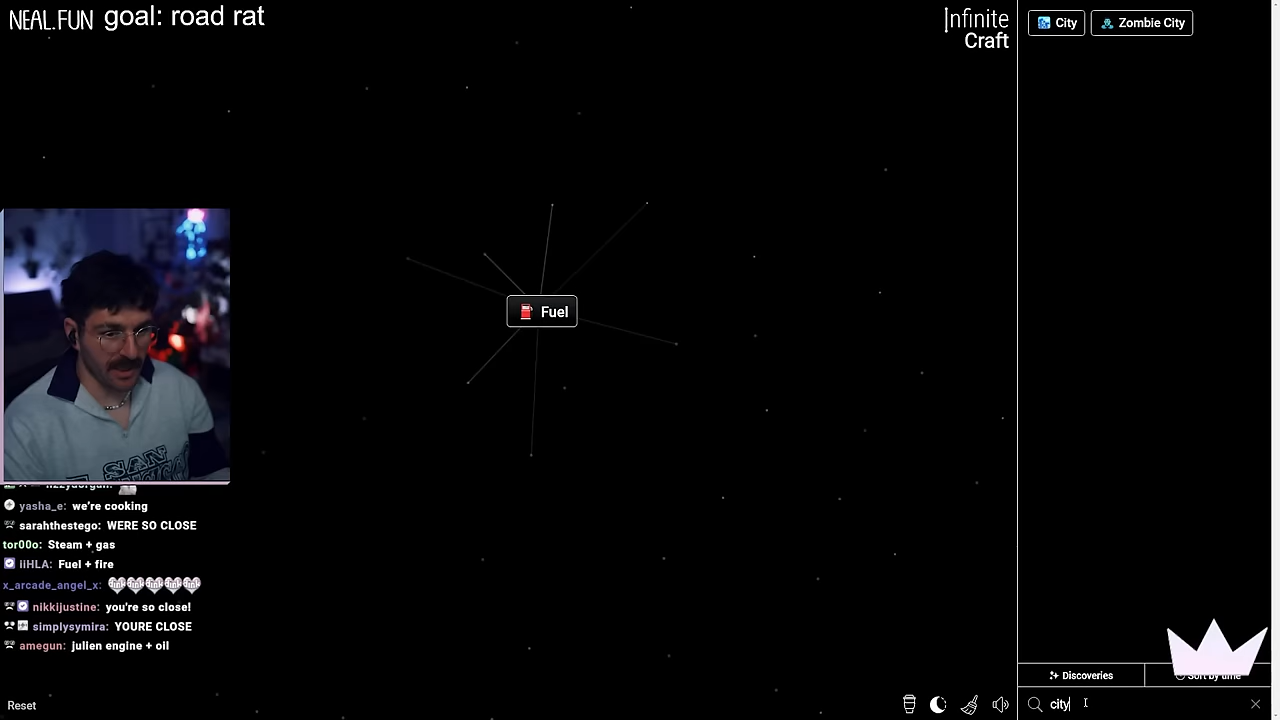 NEAL.FUN goal: road rat
Infinite
Craft
City
Zombie City
Fuel
yasha_e: we're cooking
sarahthestego: WERE SO CLOSE
tor00o: Steam + gas
iiHLA: Fuel + fire
x_arcade_angel_x:
nikkijustine: you're so close!
simplysymira: YOURE CLOSE
amegun: julien engine + oil
SAN
Reset
Discoveries
Sort by time
city